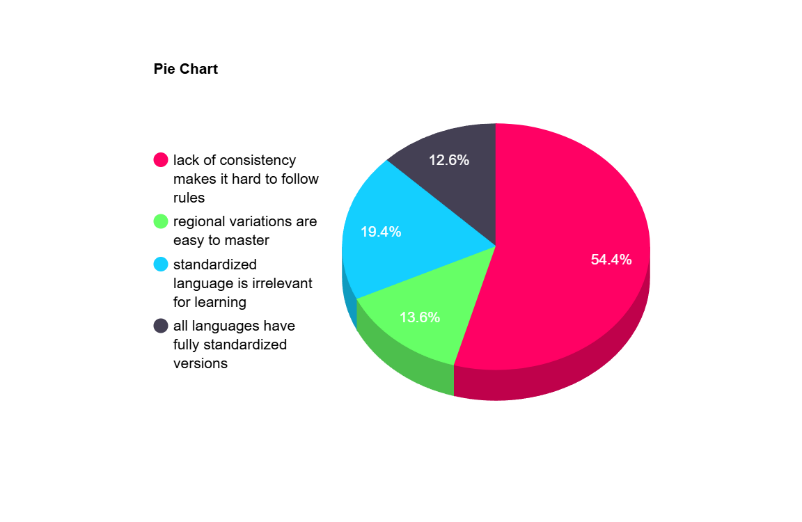 Pie Chart
lack of consistency
makes it hard to follow
rules
regional variations are
easy to master
standardized
language is irrelevant
for learning
all languages have
fully standardized
versions
12.6%
19.4%
54.4%
13.6%